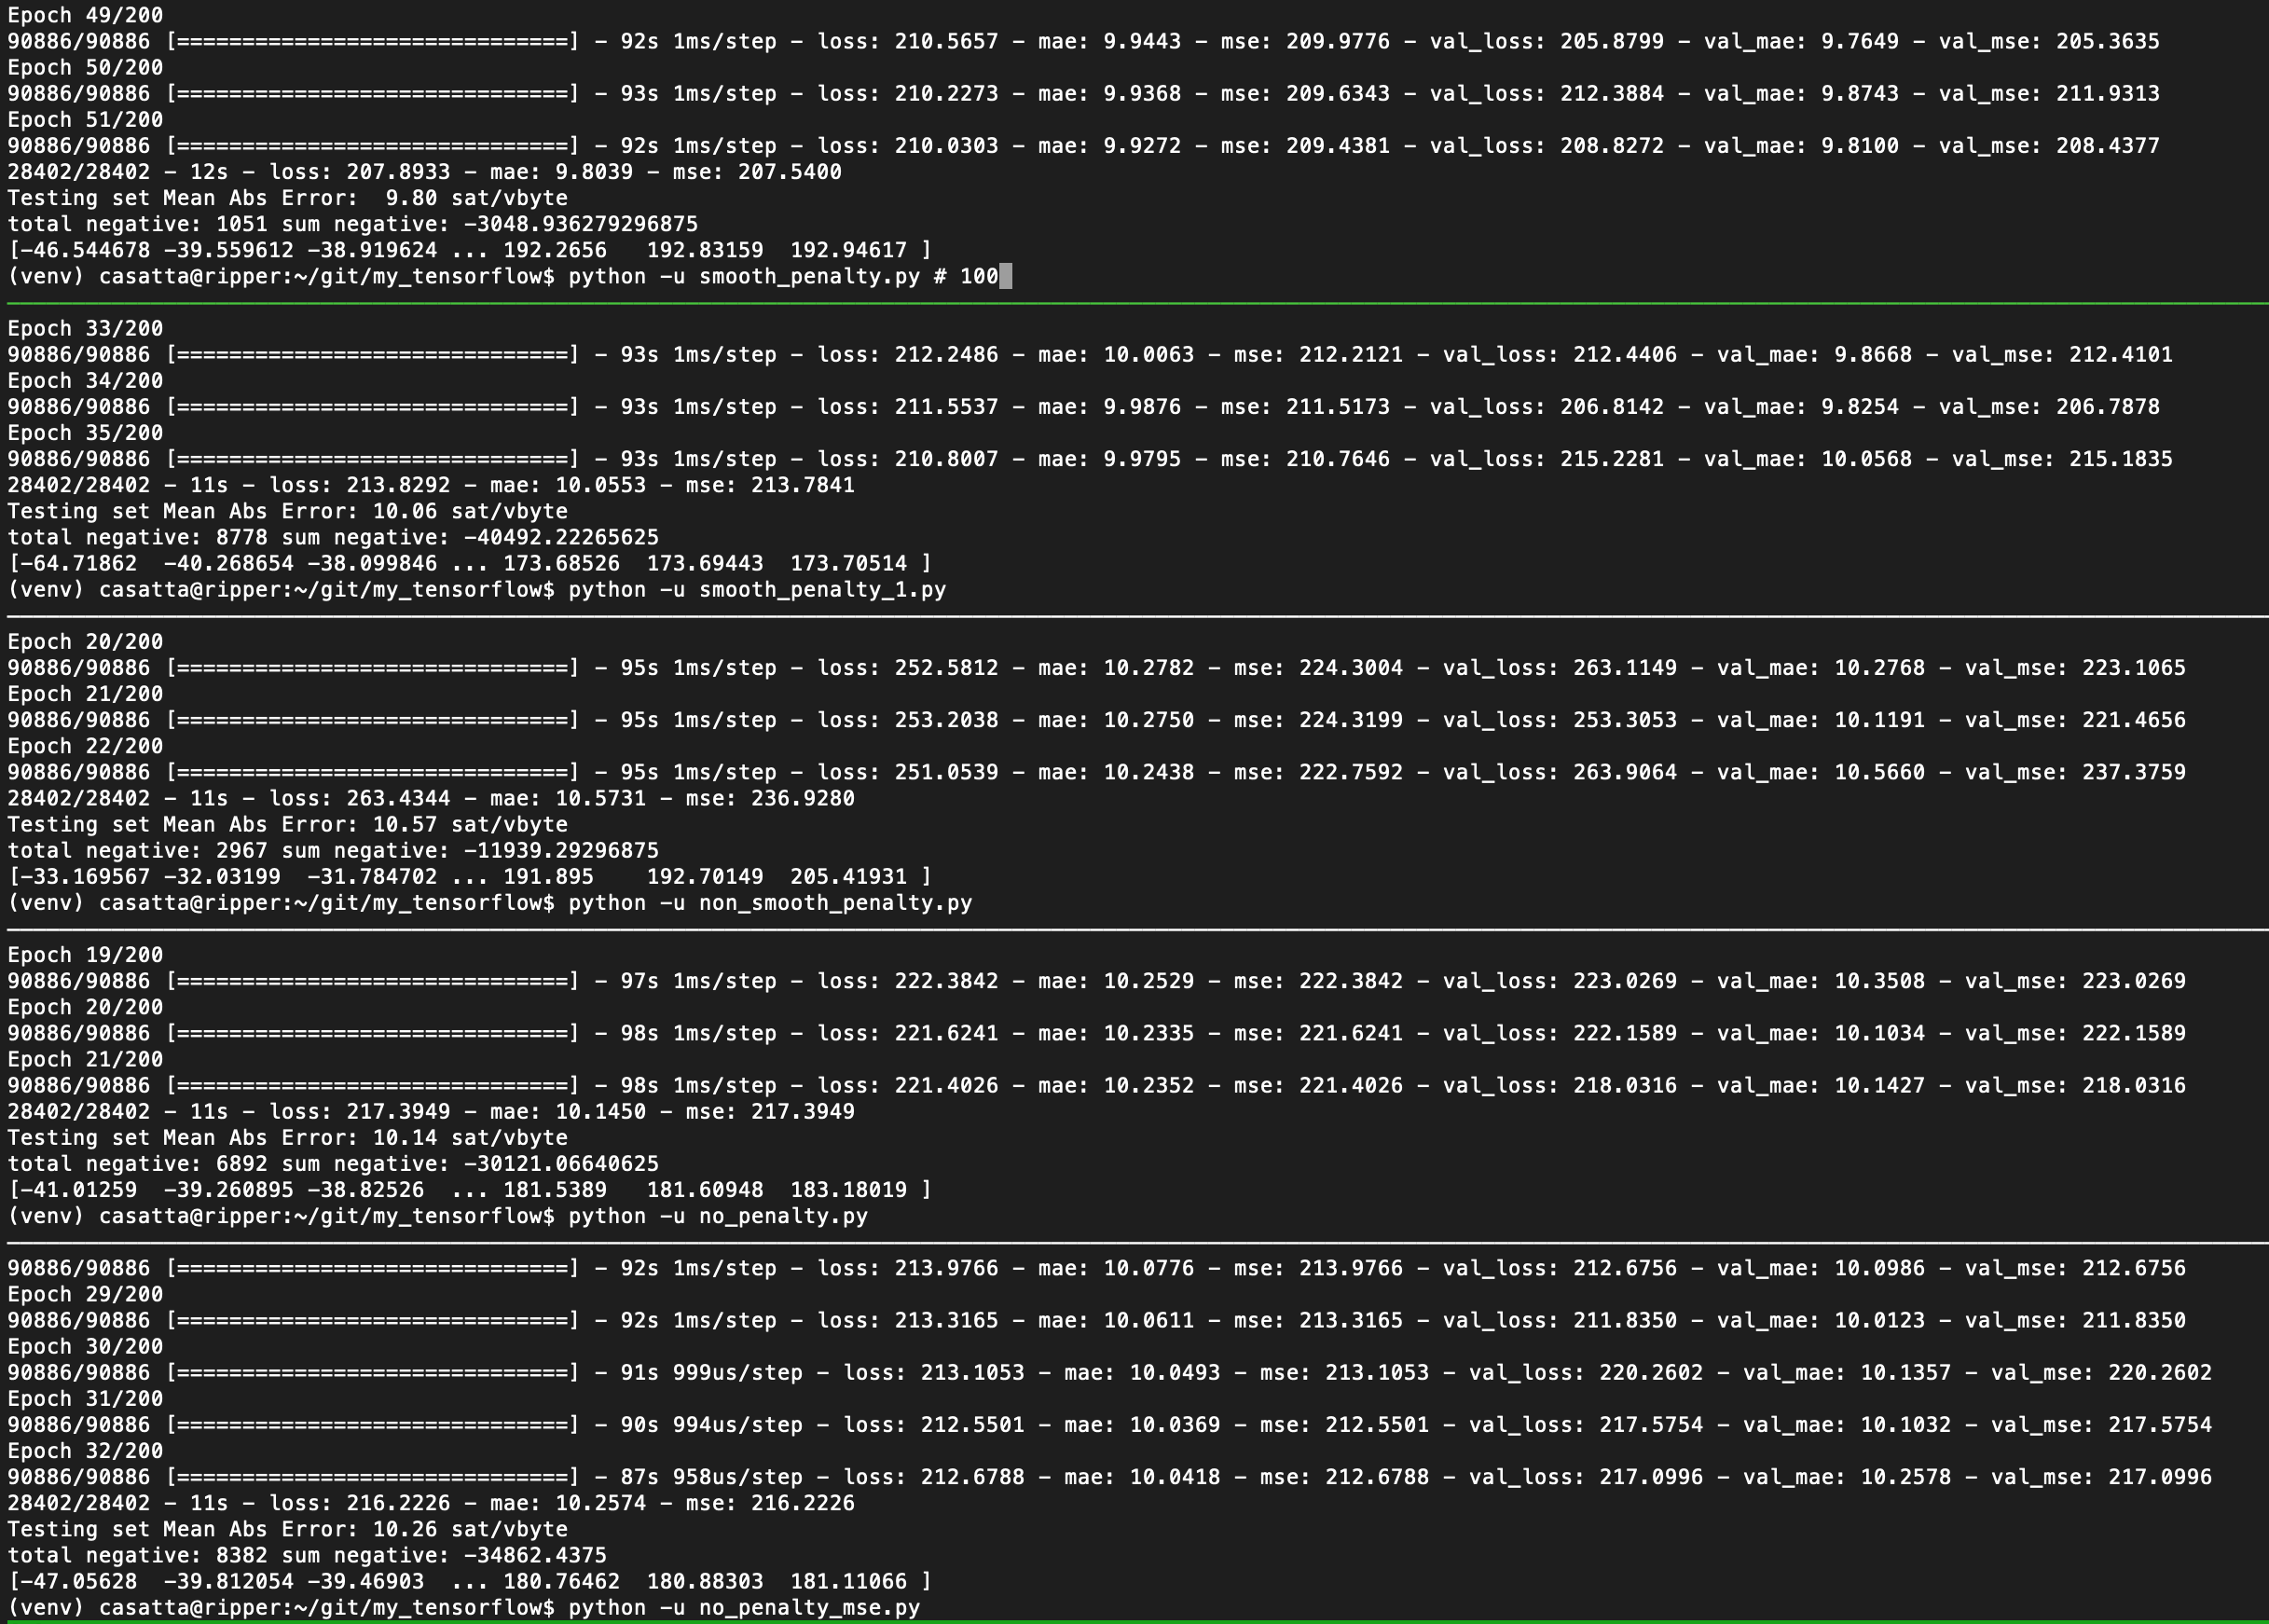 Epoch 49/200
90886/90886 [==============================] - 92s 1ms/step - loss: 210.5657 - mae: 9.9443 - mse: 209.9776 - val_loss: 205.8799 - val_mae: 9.7649 - val_mse: 205.3635
Epoch 50/200
90886/90886 [==============================] - 93s 1ms/step - loss: 210.2273 - mae: 9.9368 - mse: 209.6343 - val_loss: 212.3884 - val_mae: 9.8743 - val_mse: 211.9313
Epoch 51/200
90886/90886 [==============================] - 92s 1ms/step - loss: 210.0303 - mae: 9.9272 - mse: 209.4381 - val_loss: 208.8272 - val_mae: 9.8100 - val_mse: 208.4377
28402/28402 - 12s - loss: 207.8933 - mae: 9.8039 - mse: 207.5400
Testing set Mean Abs Error:  9.80 sat/vbyte
total negative: 1051 sum negative: -3048.936279296875
[-46.544678 -39.559612 -38.919624 ... 192.2656   192.83159  192.94617 ]
(venv) casatta@ripper:~/git/my_tensorflow$ python -u smooth_penalty.py # 100
Epoch 33/200
90886/90886 [==============================] - 93s 1ms/step - loss: 212.2486 - mae: 10.0063 - mse: 212.2121 - val_loss: 212.4406 - val_mae: 9.8668 - val_mse: 212.4101
Epoch 34/200
90886/90886 [==============================] - 93s 1ms/step - loss: 211.5537 - mae: 9.9876 - mse: 211.5173 - val_loss: 206.8142 - val_mae: 9.8254 - val_mse: 206.7878
Epoch 35/200
90886/90886 [==============================] - 93s 1ms/step - loss: 210.8007 - mae: 9.9795 - mse: 210.7646 - val_loss: 215.2281 - val_mae: 10.0568 - val_mse: 215.1835
28402/28402 - 11s - loss: 213.8292 - mae: 10.0553 - mse: 213.7841
Testing set Mean Abs Error: 10.06 sat/vbyte
total negative: 8778 sum negative: -40492.22265625
[-64.71862  -40.268654 -38.099846 ... 173.68526  173.69443  173.70514 ]
(venv) casatta@ripper:~/git/my_tensorflow$ python -u smooth_penalty_1.py
Epoch 20/200
90886/90886 [==============================] - 95s 1ms/step - loss: 252.5812 - mae: 10.2782 - mse: 224.3004 - val_loss: 263.1149 - val_mae: 10.2768 - val_mse: 223.1065
Epoch 21/200
90886/90886 [==============================] - 95s 1ms/step - loss: 253.2038 - mae: 10.2750 - mse: 224.3199 - val_loss: 253.3053 - val_mae: 10.1191 - val_mse: 221.4656
Epoch 22/200
90886/90886 [==============================] - 95s 1ms/step - loss: 251.0539 - mae: 10.2438 - mse: 222.7592 - val_loss: 263.9064 - val_mae: 10.5660 - val_mse: 237.3759
28402/28402 - 11s - loss: 263.4344 - mae: 10.5731 - mse: 236.9280
Testing set Mean Abs Error: 10.57 sat/vbyte
total negative: 2967 sum negative: -11939.29296875
[-33.169567 -32.03199  -31.784702 ... 191.895    192.70149  205.41931 ]
(venv) casatta@ripper:~/git/my_tensorflow$ python -u non_smooth_penalty.py
Epoch 19/200
90886/90886 [==============================] - 97s 1ms/step - loss: 222.3842 - mae: 10.2529 - mse: 222.3842 - val_loss: 223.0269 - val_mae: 10.3508 - val_mse: 223.0269
Epoch 20/200
90886/90886 [==============================] - 98s 1ms/step - loss: 221.6241 - mae: 10.2335 - mse: 221.6241 - val_loss: 222.1589 - val_mae: 10.1034 - val_mse: 222.1589
Epoch 21/200
90886/90886 [==============================] - 98s 1ms/step - loss: 221.4026 - mae: 10.2352 - mse: 221.4026 - val_loss: 218.0316 - val_mae: 10.1427 - val_mse: 218.0316
28402/28402 - 11s - loss: 217.3949 - mae: 10.1450 - mse: 217.3949
Testing set Mean Abs Error: 10.14 sat/vbyte
total negative: 6892 sum negative: -30121.06640625
[-41.01259  -39.260895 -38.82526  ... 181.5389   181.60948  183.18019 ]
(venv) casatta@ripper:~/git/my_tensorflow$ python -u no_penalty.py
90886/90886 [==============================] - 92s 1ms/step - loss: 213.9766 - mae: 10.0776 - mse: 213.9766 - val_loss: 212.6756 - val_mae: 10.0986 - val_mse: 212.6756
Epoch 29/200
90886/90886 [==============================] - 92s 1ms/step - loss: 213.3165 - mae: 10.0611 - mse: 213.3165 - val_loss: 211.8350 - val_mae: 10.0123 - val_mse: 211.8350
Epoch 30/200
90886/90886 [==============================] - 91s 999us/step - loss: 213.1053 - mae: 10.0493 - mse: 213.1053 - val_loss: 220.2602 - val_mae: 10.1357 - val_mse: 220.2602
Epoch 31/200
90886/90886 [==============================] - 90s 994us/step - loss: 212.5501 - mae: 10.0369 - mse: 212.5501 - val_loss: 217.5754 - val_mae: 10.1032 - val_mse: 217.5754
Epoch 32/200
90886/90886 [==============================] - 87s 958us/step - loss: 212.6788 - mae: 10.0418 - mse: 212.6788 - val_loss: 217.0996 - val_mae: 10.2578 - val_mse: 217.0996
28402/28402 - 11s - loss: 216.2226 - mae: 10.2574 - mse: 216.2226
Testing set Mean Abs Error: 10.26 sat/vbyte
total negative: 8382 sum negative: -34862.4375
[-47.05628  -39.812054 -39.46903  ... 180.76462  180.88303  181.11066 ]
(venv) casatta@ripper:~/git/my_tensorflow$ python -u no_penalty_mse.py